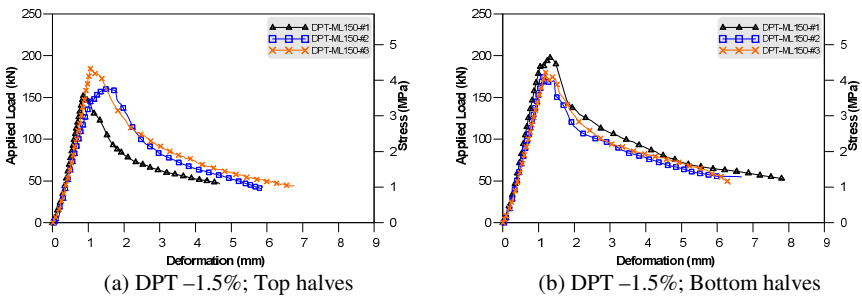 250
200
150
100
50
0
Applied Load (kN)
DPT-ML150-#1
DPT-ML150-#2
DPT-ML150-#3
5
4
3
2
1
0
Stress (MPa)
0 1 2 3 4 5 6 7 8 9
Deformation (mm)
(a) DPT –1.5%; Top halves
250
200
150
100
50
0
Applied Load (kN)
DPT-ML150-#1
DPT-ML150-#2
DPT-ML150-#3
5
4
3
2
1
0
Stress (MPa)
0 1 2 3 4 5 6 7 8 9
Deformation (mm)
(b) DPT –1.5%; Bottom halves